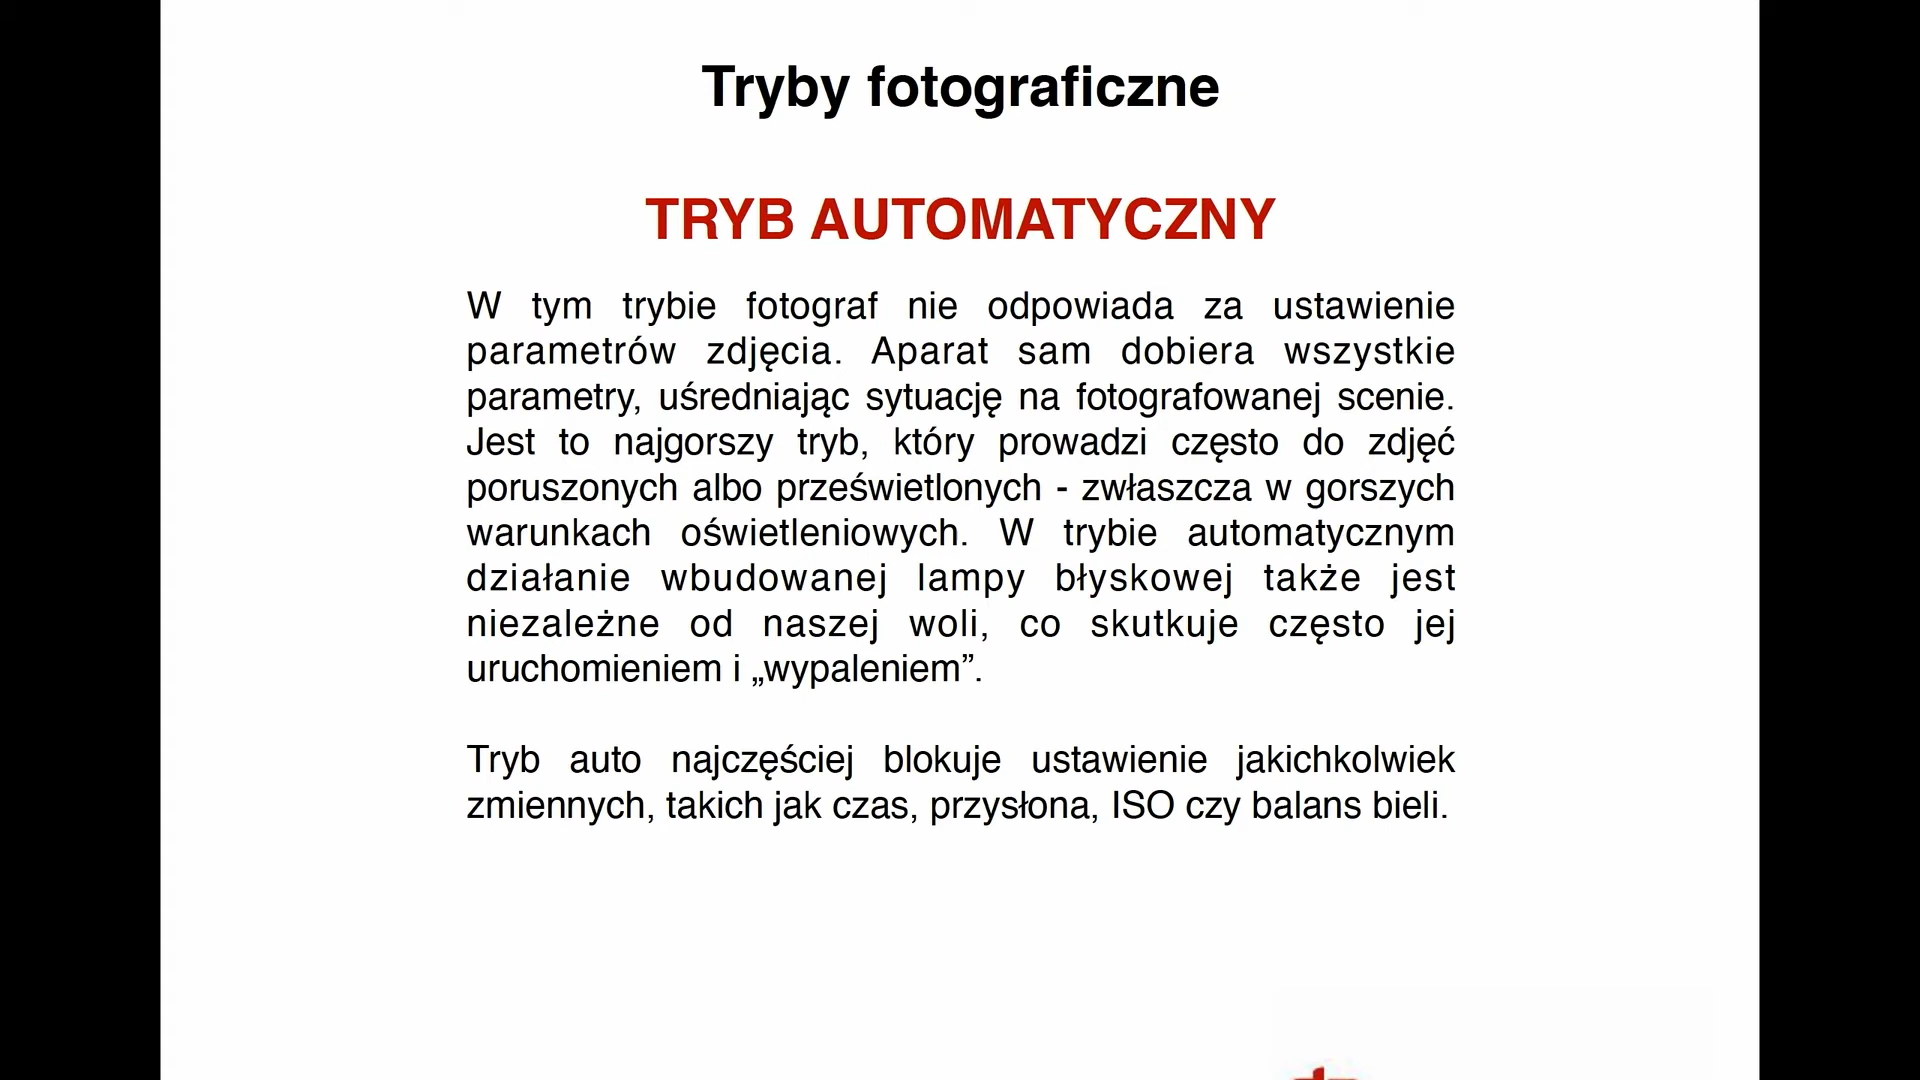 Tryby fotograficzne
TRYB AUTOMATYCZNY
W tym trybie fotograf nie odpowiada za ustawienie
parametrów zdjęcia. Aparat sam dobiera wszystkie
parametry, uśredniając sytuację na fotografowanej scenie.
Jest to najgorszy tryb, który prowadzi często do zdjęć
poruszonych albo prześwietlonych - zwłaszcza w gorszych
warunkach oświetleniowych. W trybie automatycznym
działanie wbudowanej lampy błyskowej także jest
niezależne od naszej woli, co skutkuje często jej
uruchomieniem i „wypaleniem”.
Tryb auto najczęściej blokuje ustawienie jakichkolwiek
zmiennych, takich jak czas, przysłona, ISO czy balans bieli.